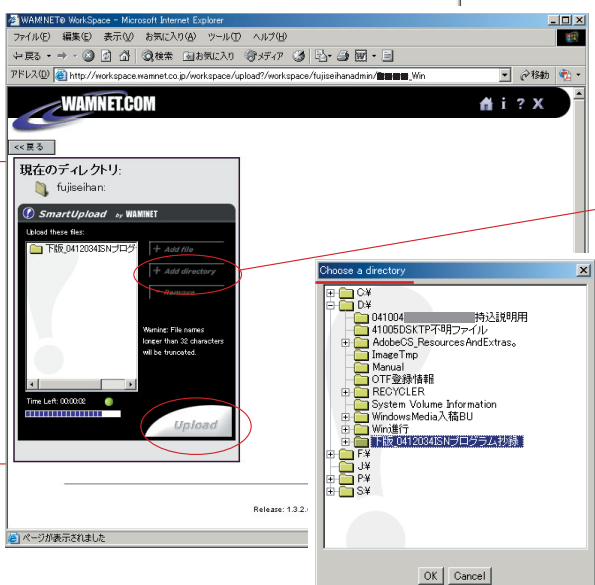 WAM!NET® WorkSpace - Microsoft Internet Explorer
ファイル(F) 編集(E) 表示(V) お気に入り(A) ツール(T) ヘルプ(H)
戻る 検索 お気に入り メディア
アドレス(D) http://workspace.wamnet.co.jp/workspace/upload?/workspace/fujiseihanadmin/■■■■_Win 移動
WAMNET.COM
i ? X
<<戻る
現在のディレクトリ:
fujiseihan:
SmartUpload by WAM!NET
Upload these files:
下版_0412034ISNプログ
+ Add file
+ Add directory
- Remove
Warning: File names
longer than 32 characters
will be truncated.
Time Left: 00:00:02
Upload
Release: 1.3.2.
ページが表示されました
Choose a directory
C:¥
D:¥
041004 持込説明用
41005DSKTP不明ファイル
AdobeCS_ResourcesAndExtras。
ImageTmp
Manual
OTF登録情報
RECYCLER
System Volume Information
WindowsMedia入稿BU
Win進行
下版_0412034ISNプログラム抄録
F:¥
J:¥
P:¥
S:¥
OK Cancel